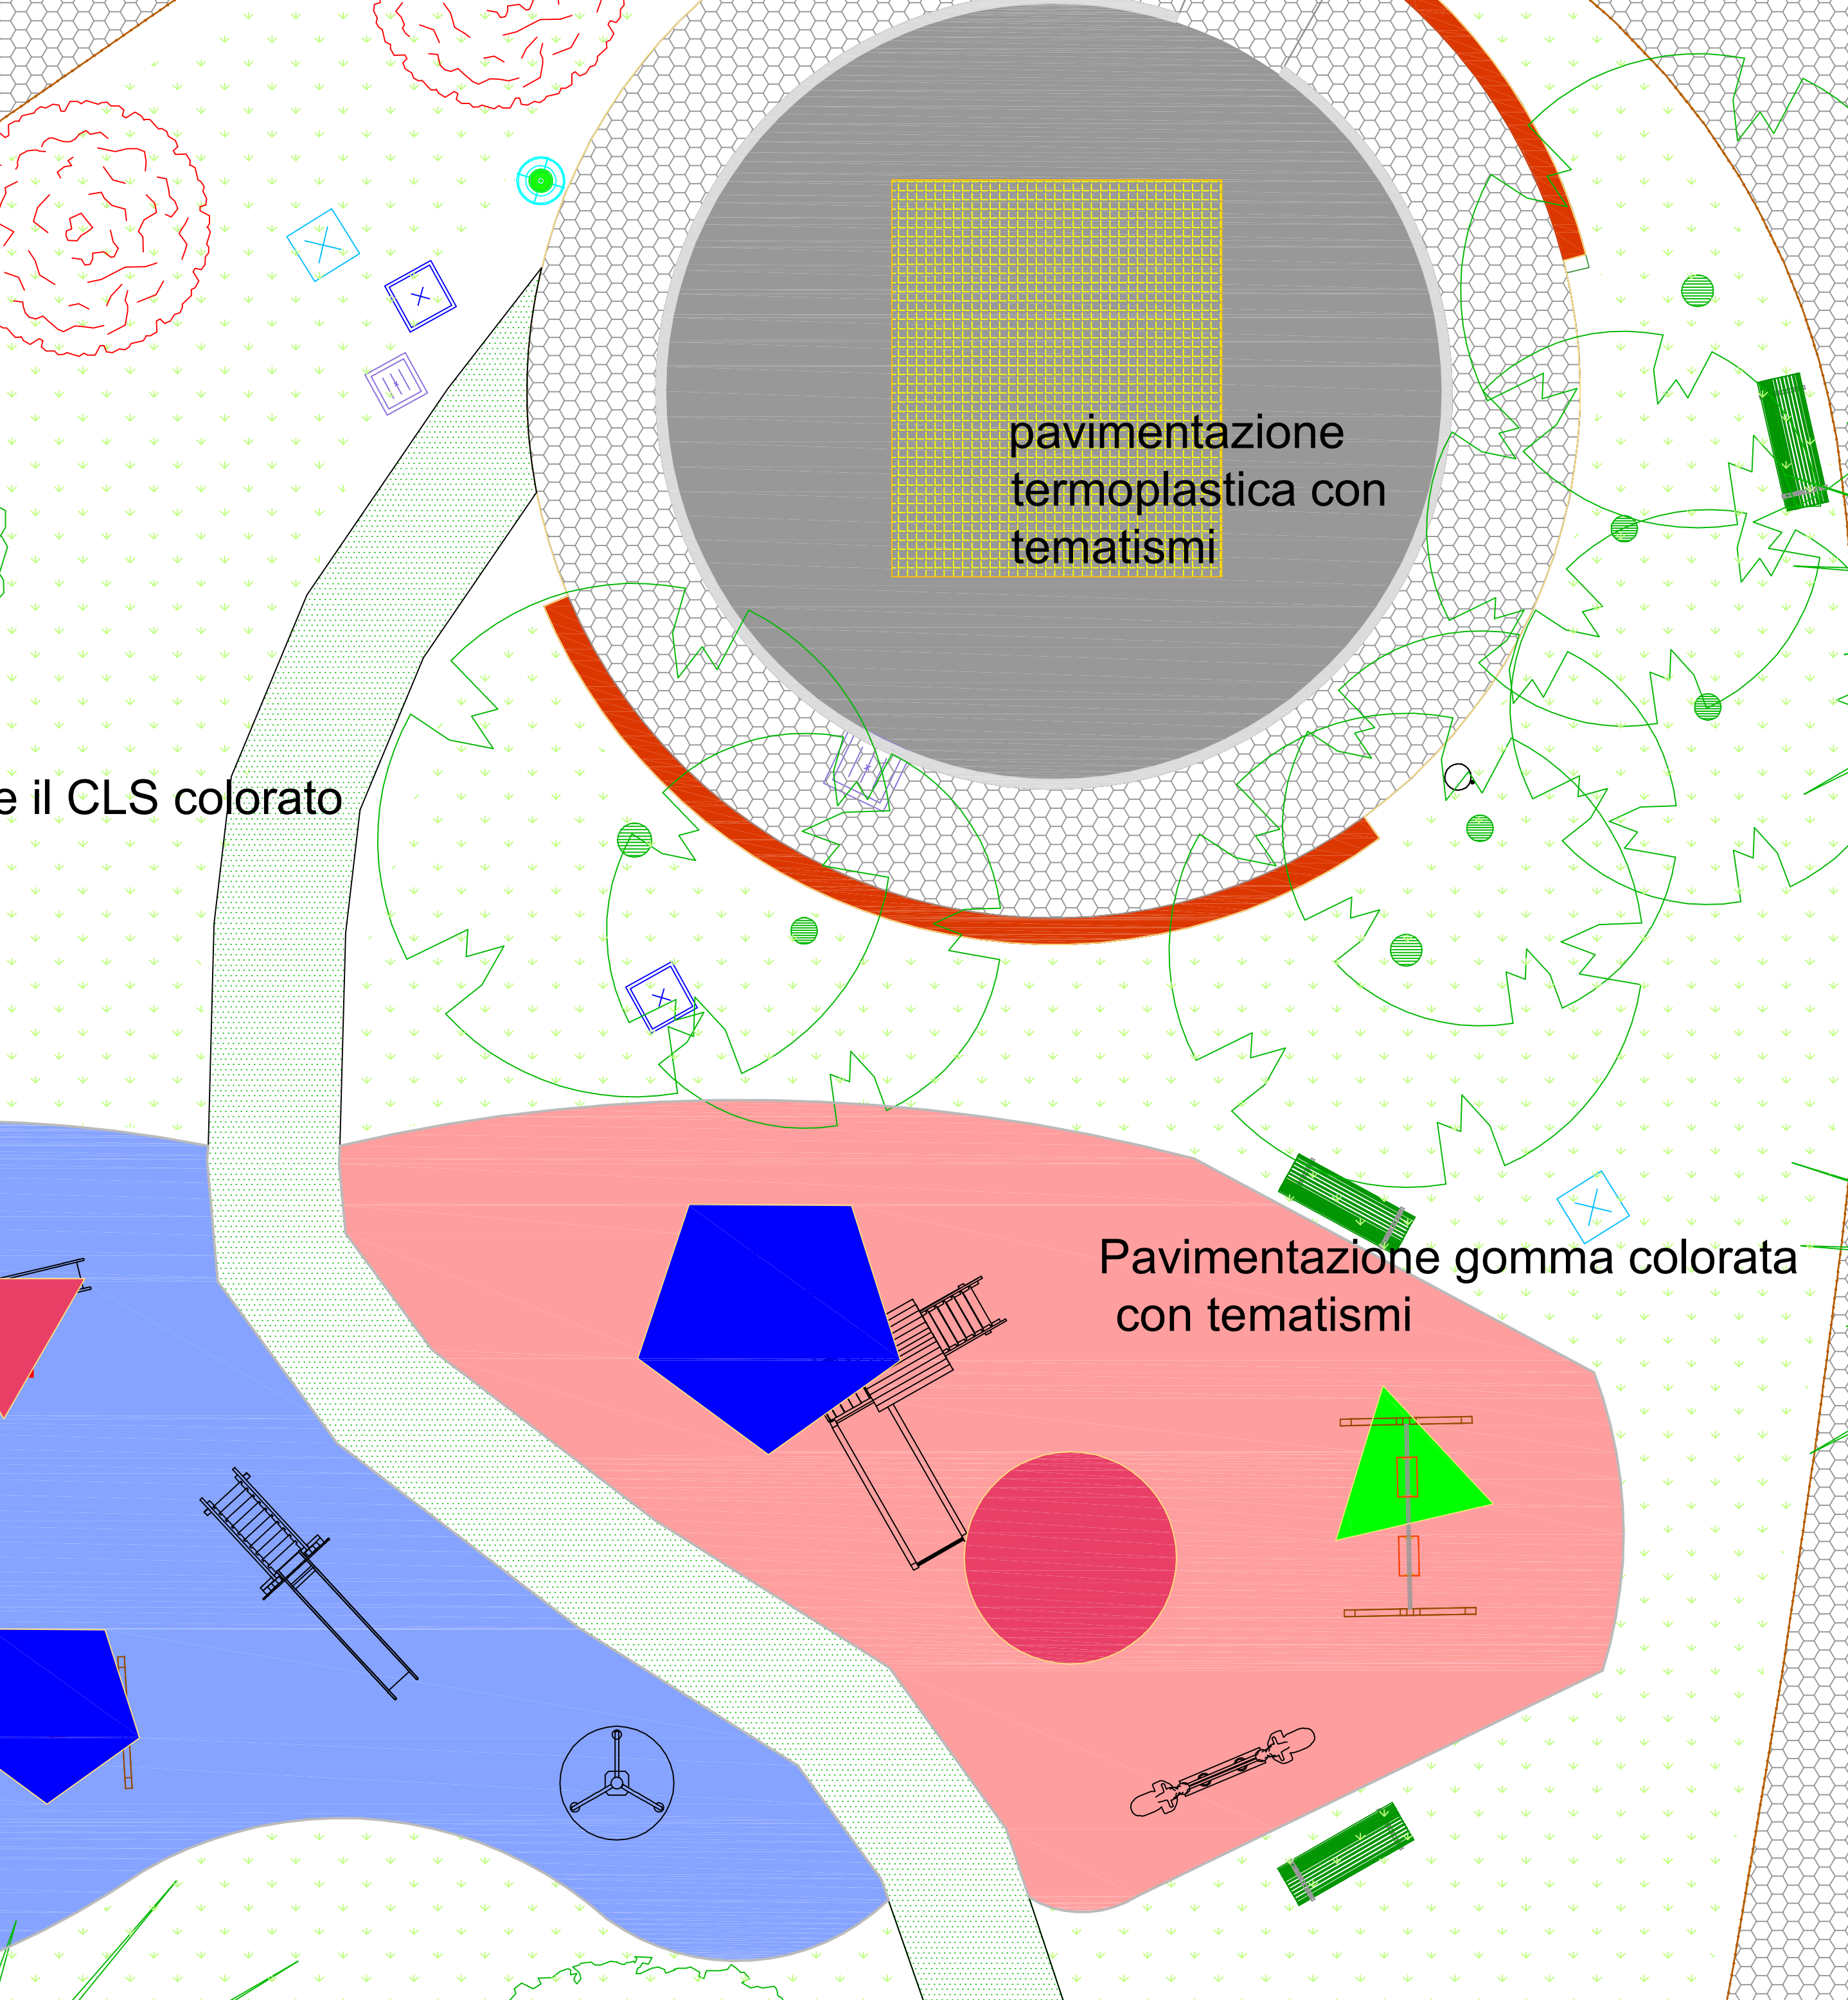 pavimentazione
termoplastica con
tematismi
e il CLS colorato
Pavimentazione gomma colorata
con tematismi